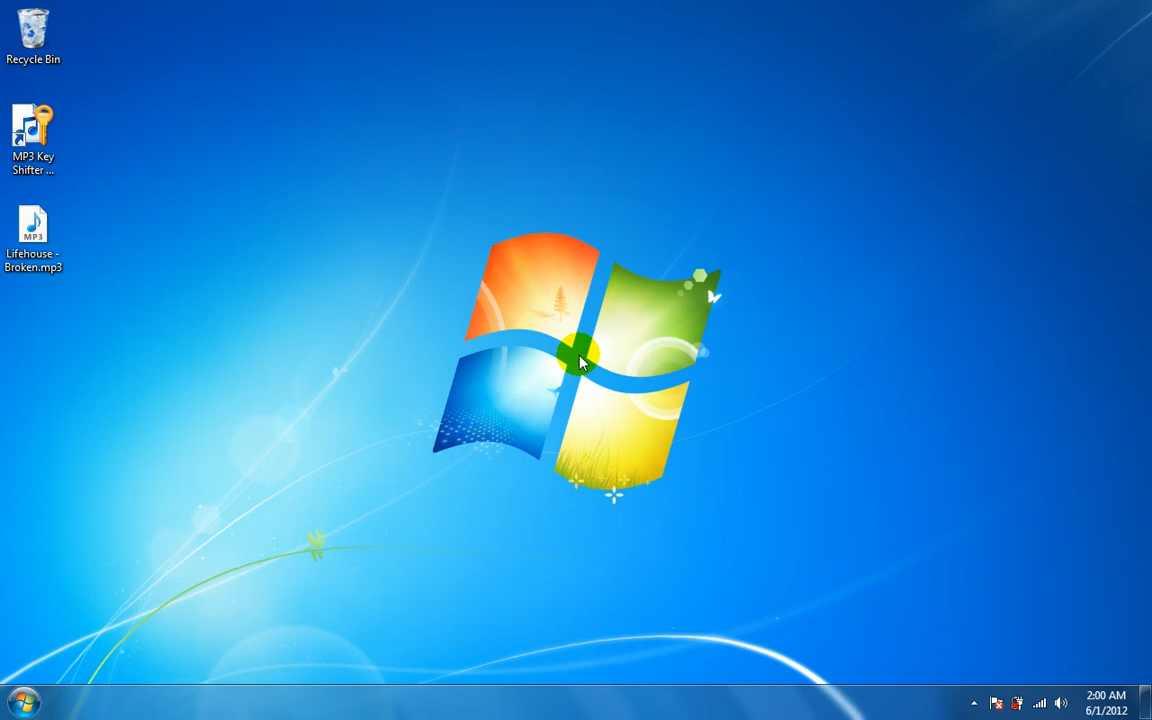 Recycle Bin
MP3 Key
Shifter ...
MP3
Lifehouse -
Broken.mp3
2:00 AM
6/1/2012